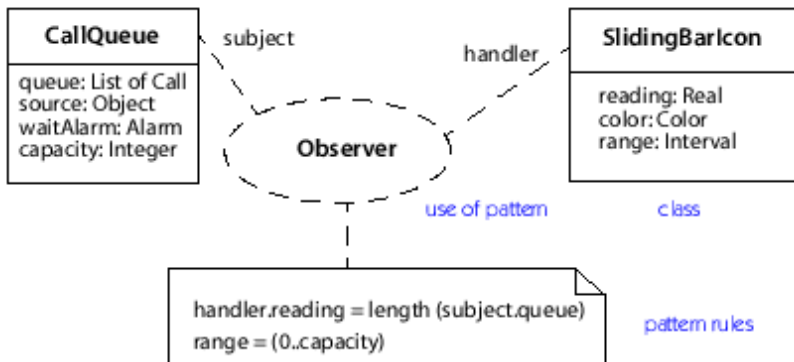 CallQueue
queue: List of Call
source: Object
waitAlarm: Alarm
capacity: Integer
subject
handler
SlidingBarIcon
reading: Real
color: Color
range: Interval
Observer
use of pattern
class
handler.reading = length (subject.queue)
range = (0..capacity)
pattern rules